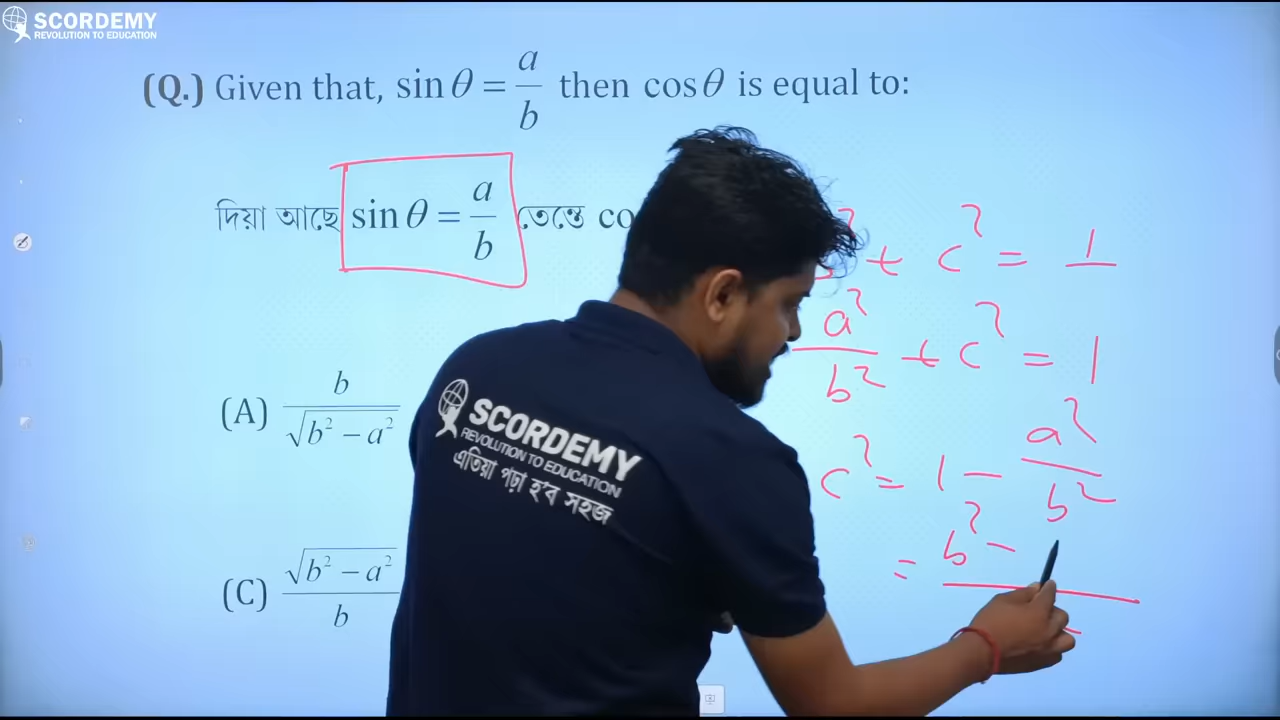 SCORDEMY
REVOLUTION TO EDUCATION
(Q.) Given that, sin θ = a/b then cos θ is equal to:
দিয়া আছে sin θ = a/b তেন্তে co
² + c² = 1
a²/b² + c² = 1
c² = 1 − a²/b²
= b² −
(A) b/√b² − a²
(C) √b² − a²/b
SCORDEMY
REVOLUTION TO EDUCATION
এতিয়া পঢ়া হ'ব সহজ